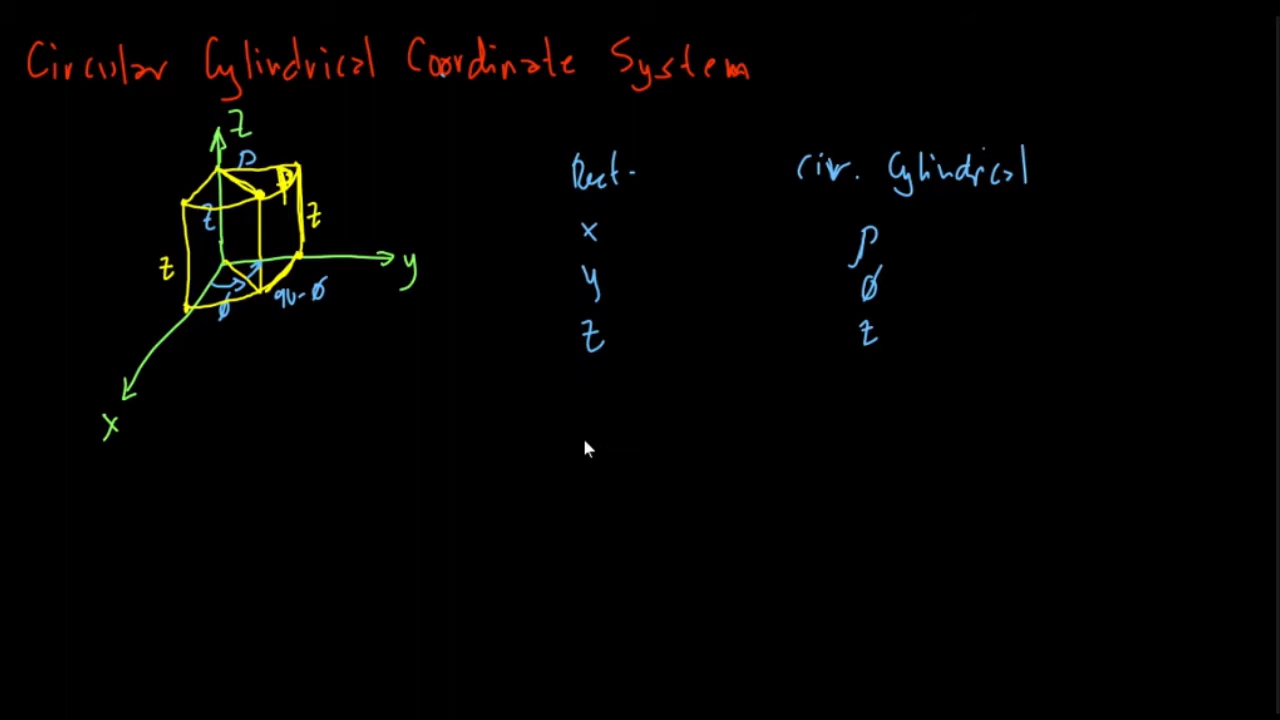 Circular Cylindrical Coordinate System
Z
ρ
P
z
z
z
y
φ
90-φ
x
Rect.
Cir. Cylindrical
x
ρ
y
φ
z
z